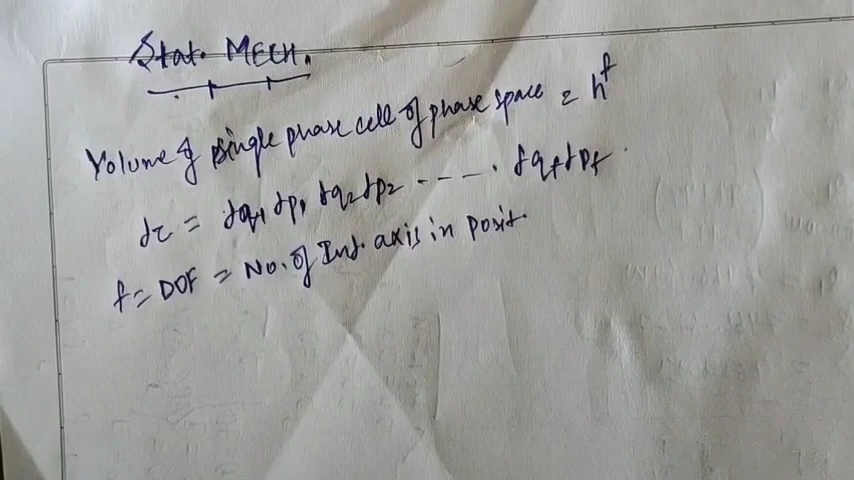 Stat. MECH.
Volume of single phase cell of phase space = h^f
dτ = dq1 dp1 dq2 dp2 ----. dqf dpf.
f = DOF = No. of Ind. axis in posit.